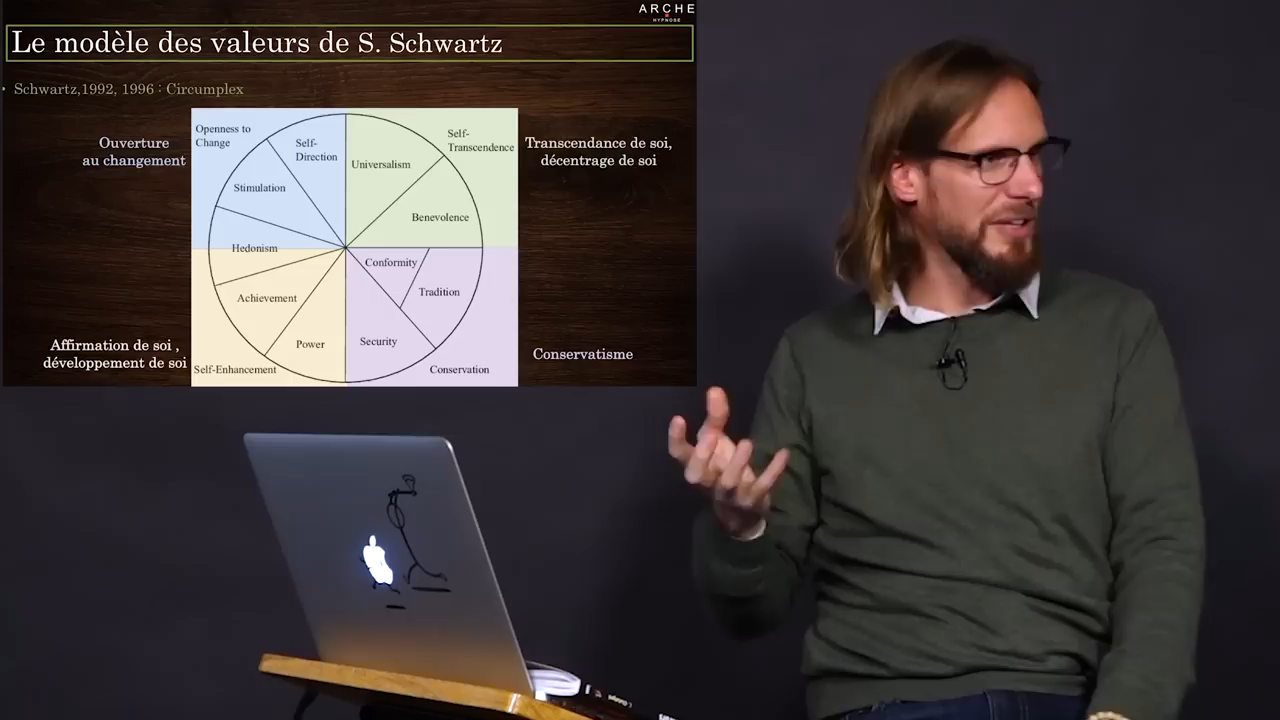 ARCHE
HYPNOSE
Le modèle des valeurs de S. Schwartz
• Schwartz,1992, 1996 : Circumplex
Ouverture
au changement
Openness to
Change
Self-
Direction
Stimulation
Hedonism
Universalism
Self-
Transcendence
Benevolence
Transcendance de soi,
décentrage de soi
Achievement
Power
Self-Enhancement
Affirmation de soi ,
développement de soi
Conformity
Tradition
Security
Conservation
Conservatisme